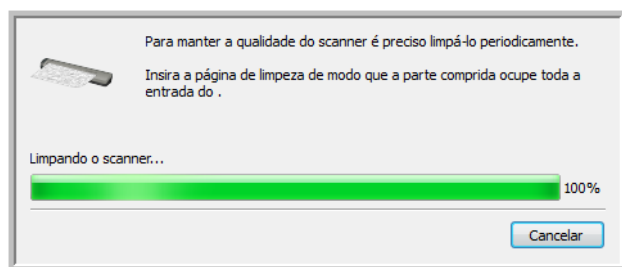 Para manter a qualidade do scanner é preciso limpá-lo periodicamente.
Insira a página de limpeza de modo que a parte comprida ocupe toda a
entrada do .
Limpando o scanner...
100%
Cancelar